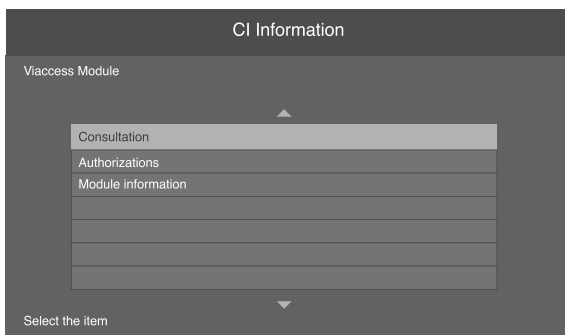 CI Information
Viaccess Module
Consultation
Authorizations
Module information
Select the item